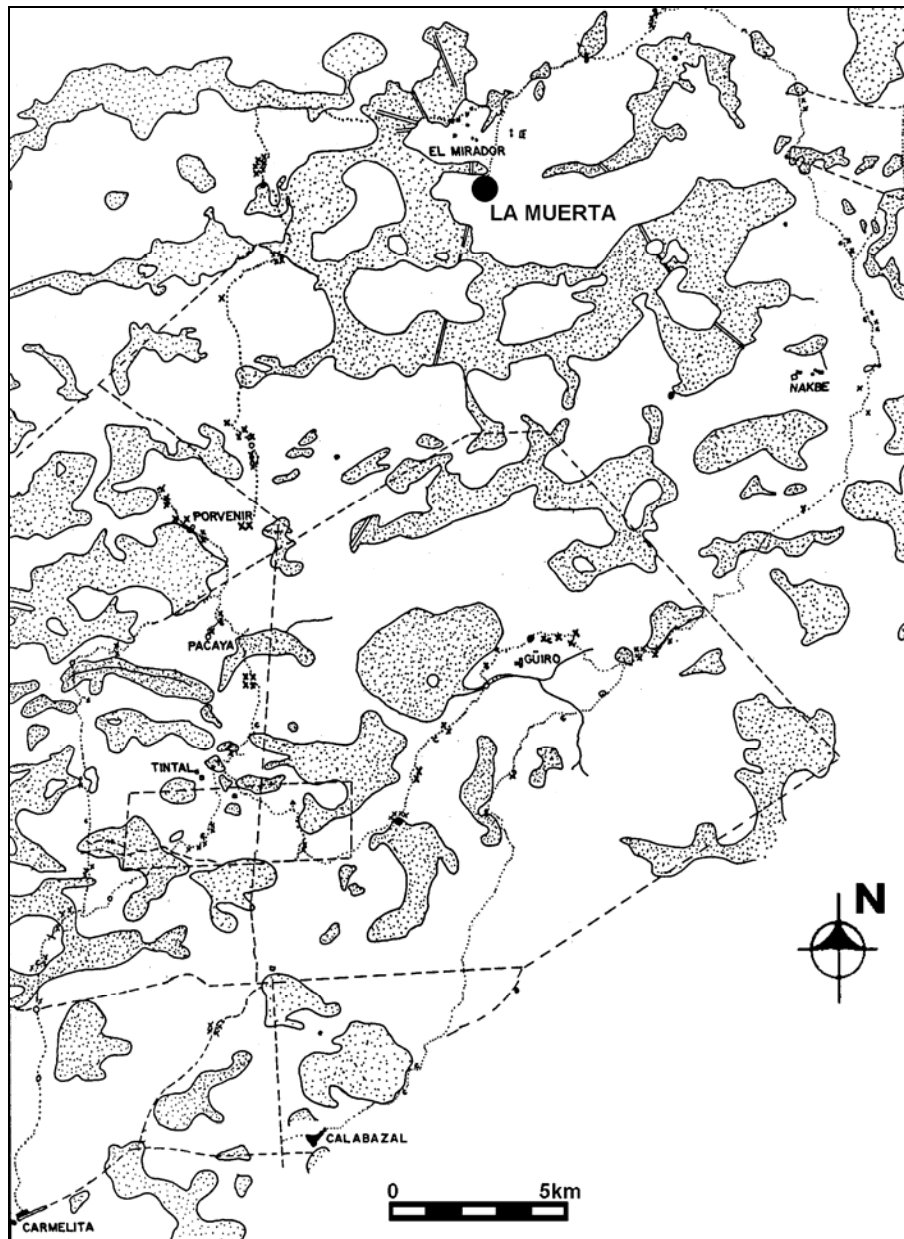 EL MIRADOR
LA MUERTA
NAKBE
PORVENIR
PACAYA
GÜIRO
TINTAL
N
CALABAZAL
0 5km
CARMELITA